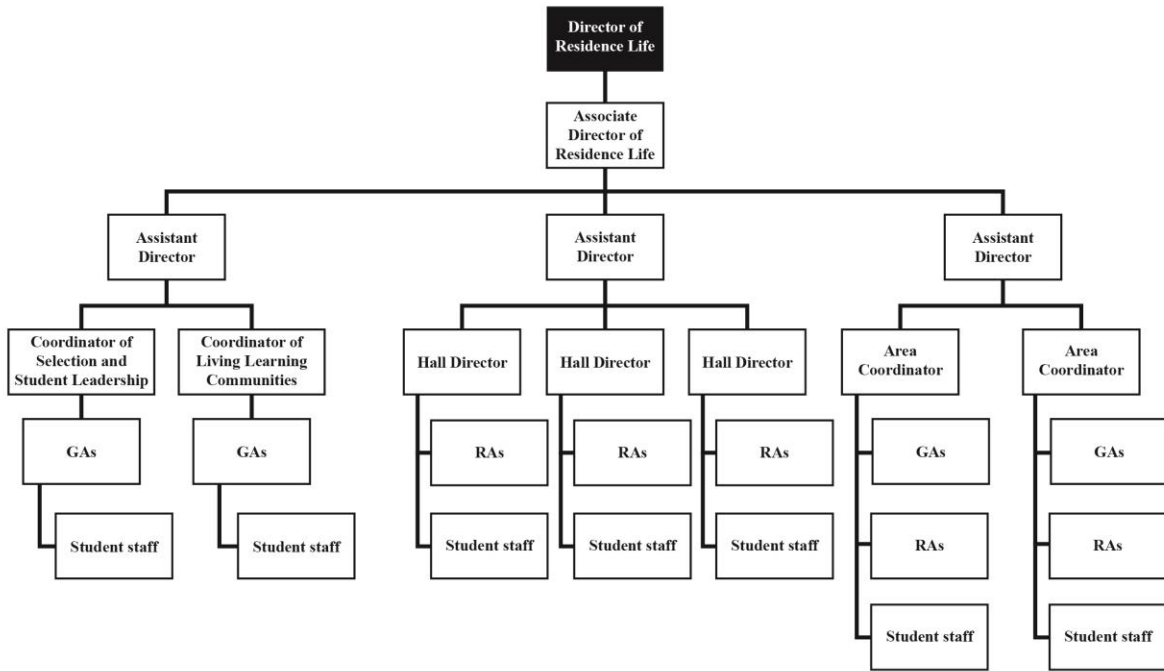 Director of
Residence Life
Associate
Director of
Residence Life
Assistant
Director
Assistant
Director
Assistant
Director
Coordinator of
Selection and
Student Leadership
Coordinator of
Living Learning
Communities
Hall Director
Hall Director
Hall Director
Area
Coordinator
Area
Coordinator
GAs
GAs
RAs
RAs
RAs
GAs
GAs
Student staff
Student staff
Student staff
Student staff
Student staff
RAs
RAs
Student staff
Student staff